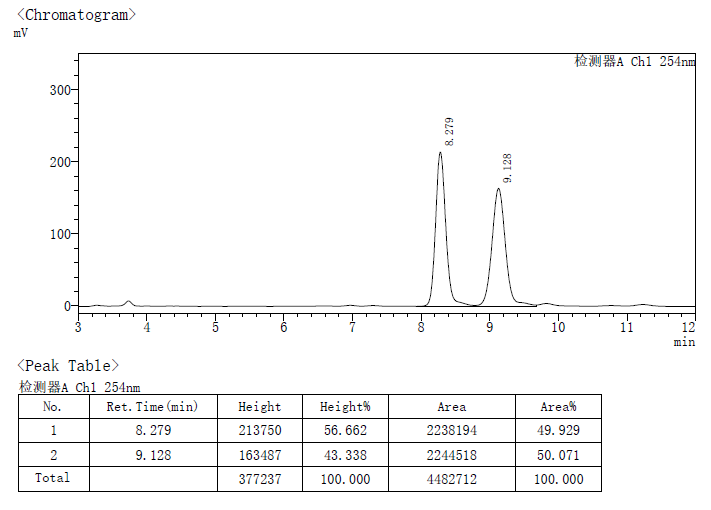 <Chromatogram>
mV
检测器A Ch1 254nm
300
8.279
9.128
200
100
0
3 4 5 6 7 8 9 10 11 12
min
<Peak Table>
检测器A Ch1 254nm
No. Ret.Time(min) Height Height% Area Area%
1 8.279 213750 56.662 2238194 49.929
2 9.128 163487 43.338 2244518 50.071
Total 377237 100.000 4482712 100.000